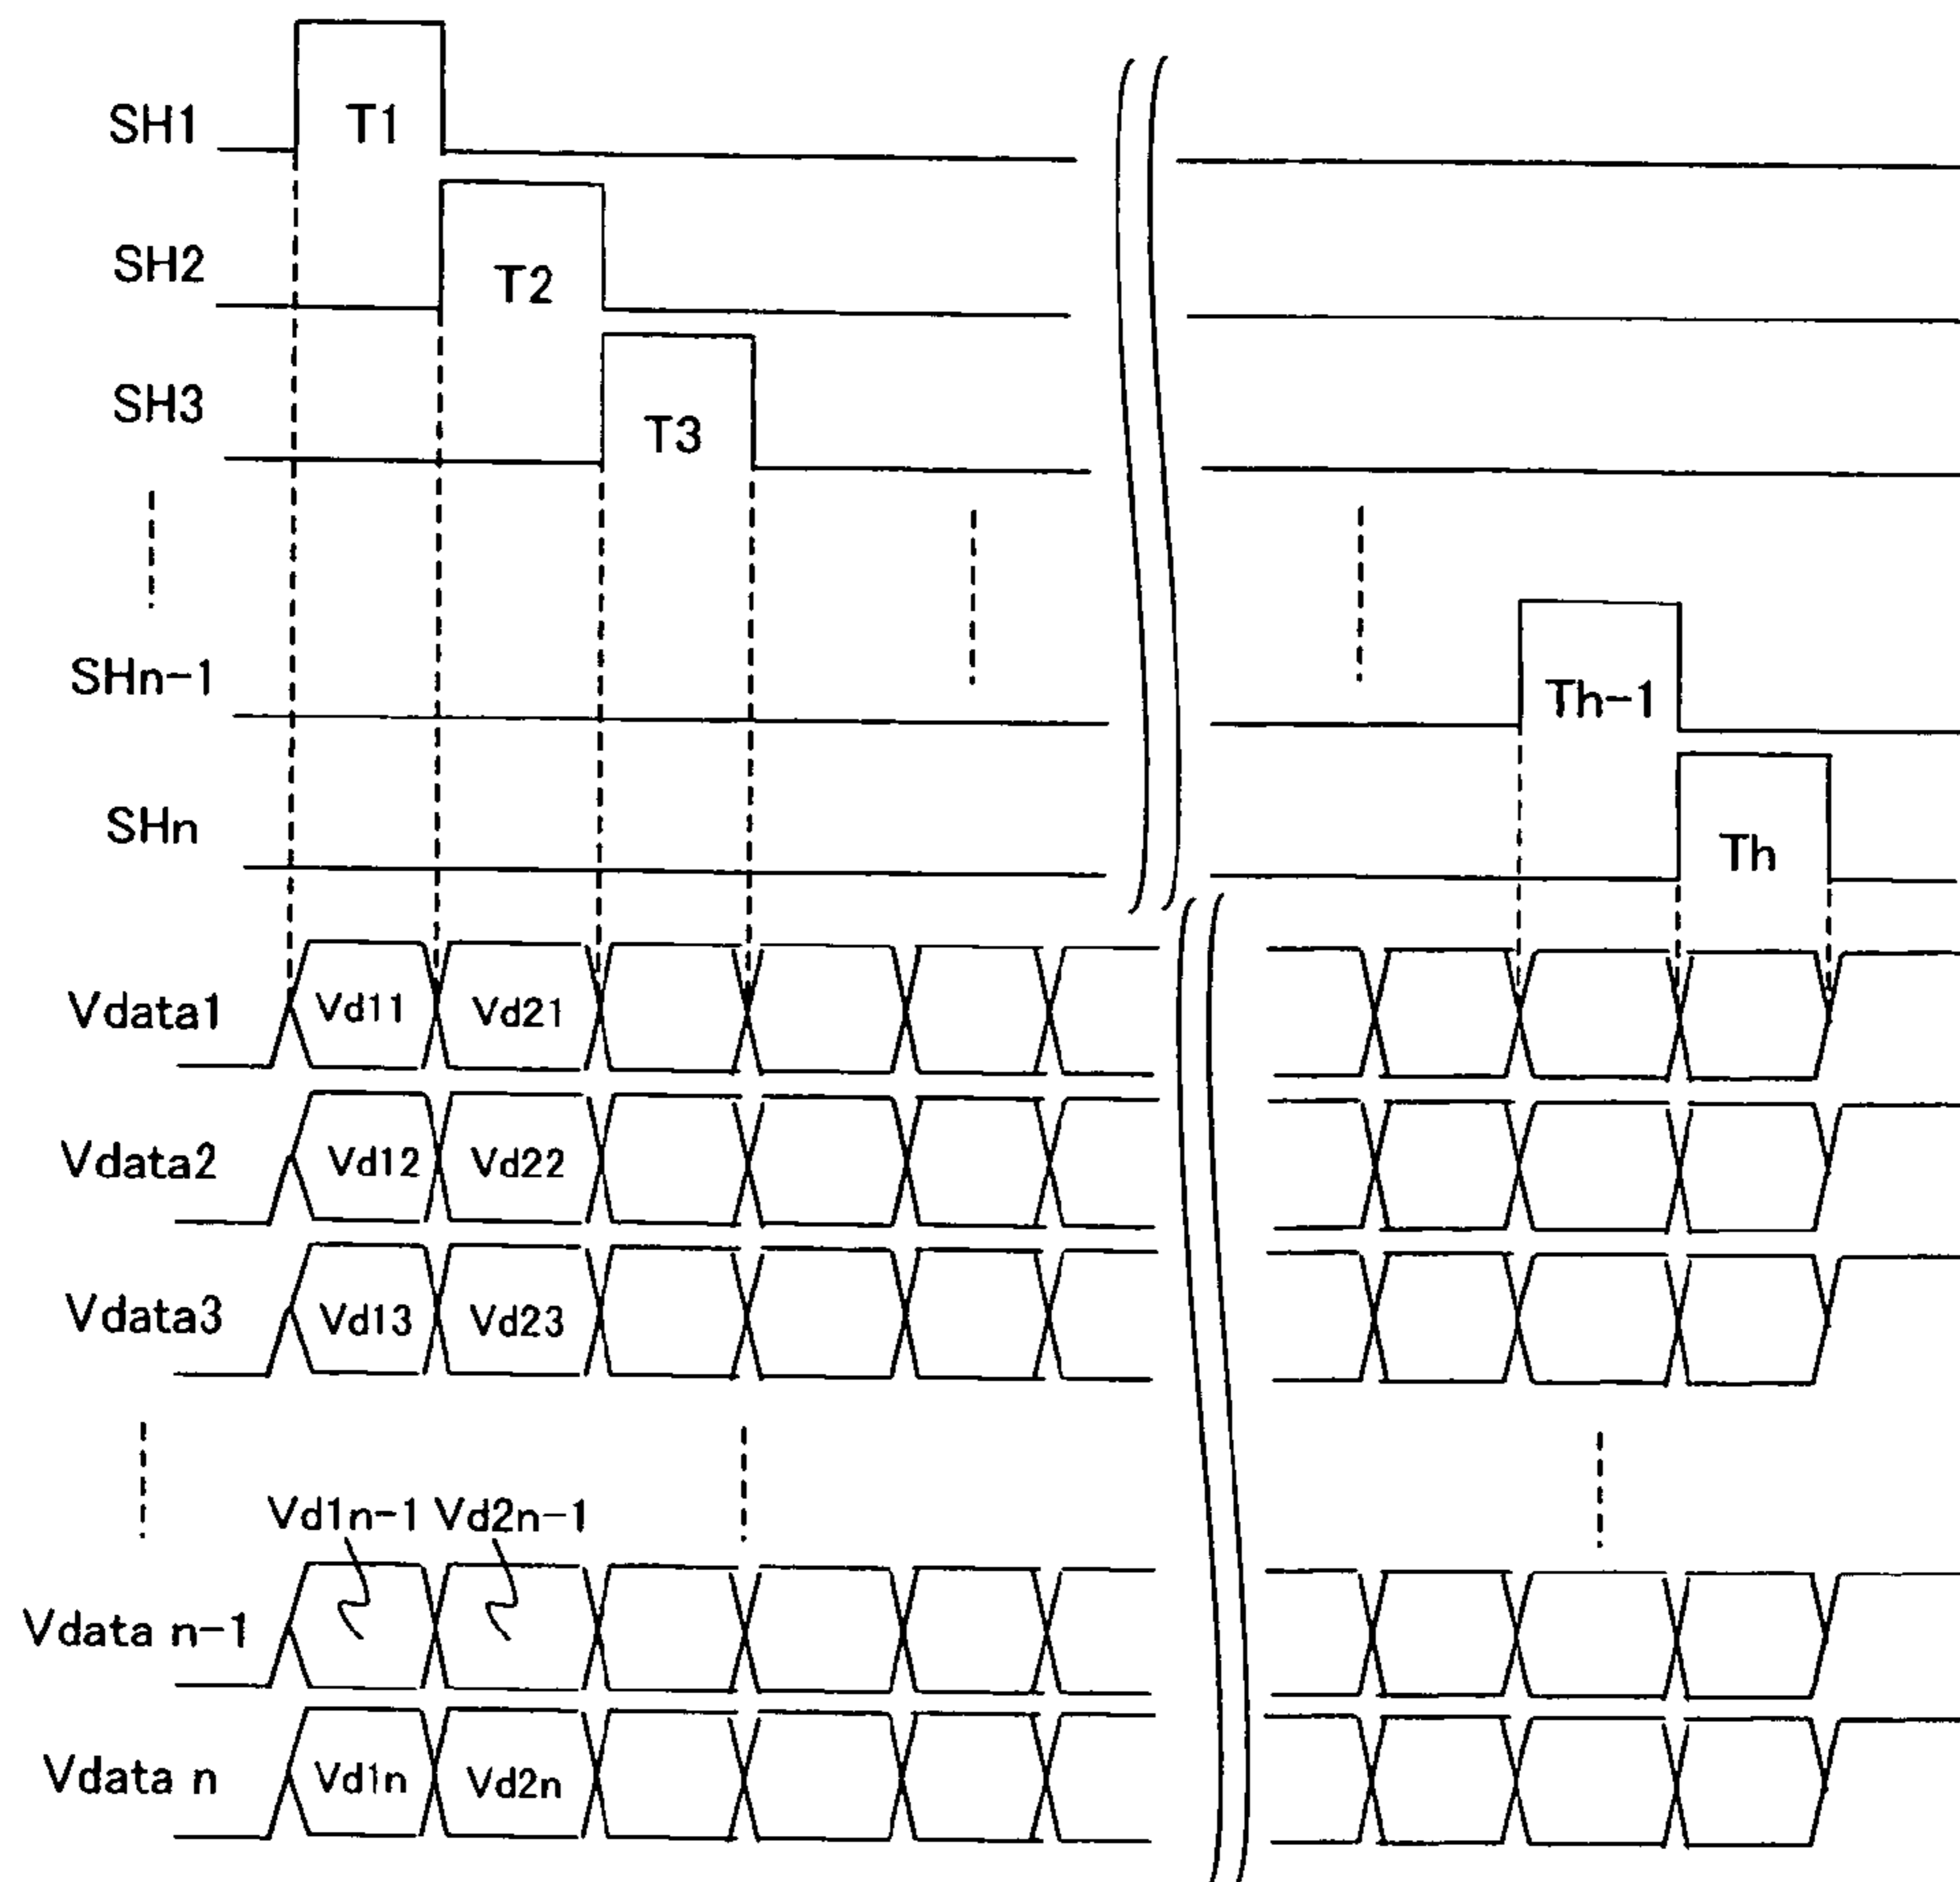 SH1 T1
SH2 T2
SH3 T3
SHn-1 Th-1
SHn Th
Vdata1 Vd11 Vd21
Vdata2 Vd12 Vd22
Vdata3 Vd13 Vd23
Vd1n-1 Vd2n-1
Vdata n-1
Vdata n Vd1n Vd2n